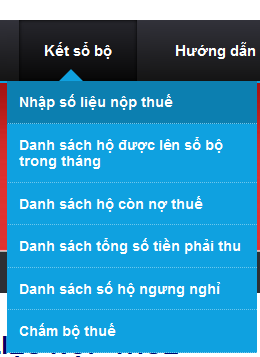 Kết sổ bộ Hướng dẫn
Nhập số liệu nộp thuế
Danh sách hộ được lên sổ bộ
trong tháng
Danh sách hộ còn nợ thuế
Danh sách tổng số tiền phải thu
Danh sách số hộ ngưng nghỉ
Chấm bộ thuế